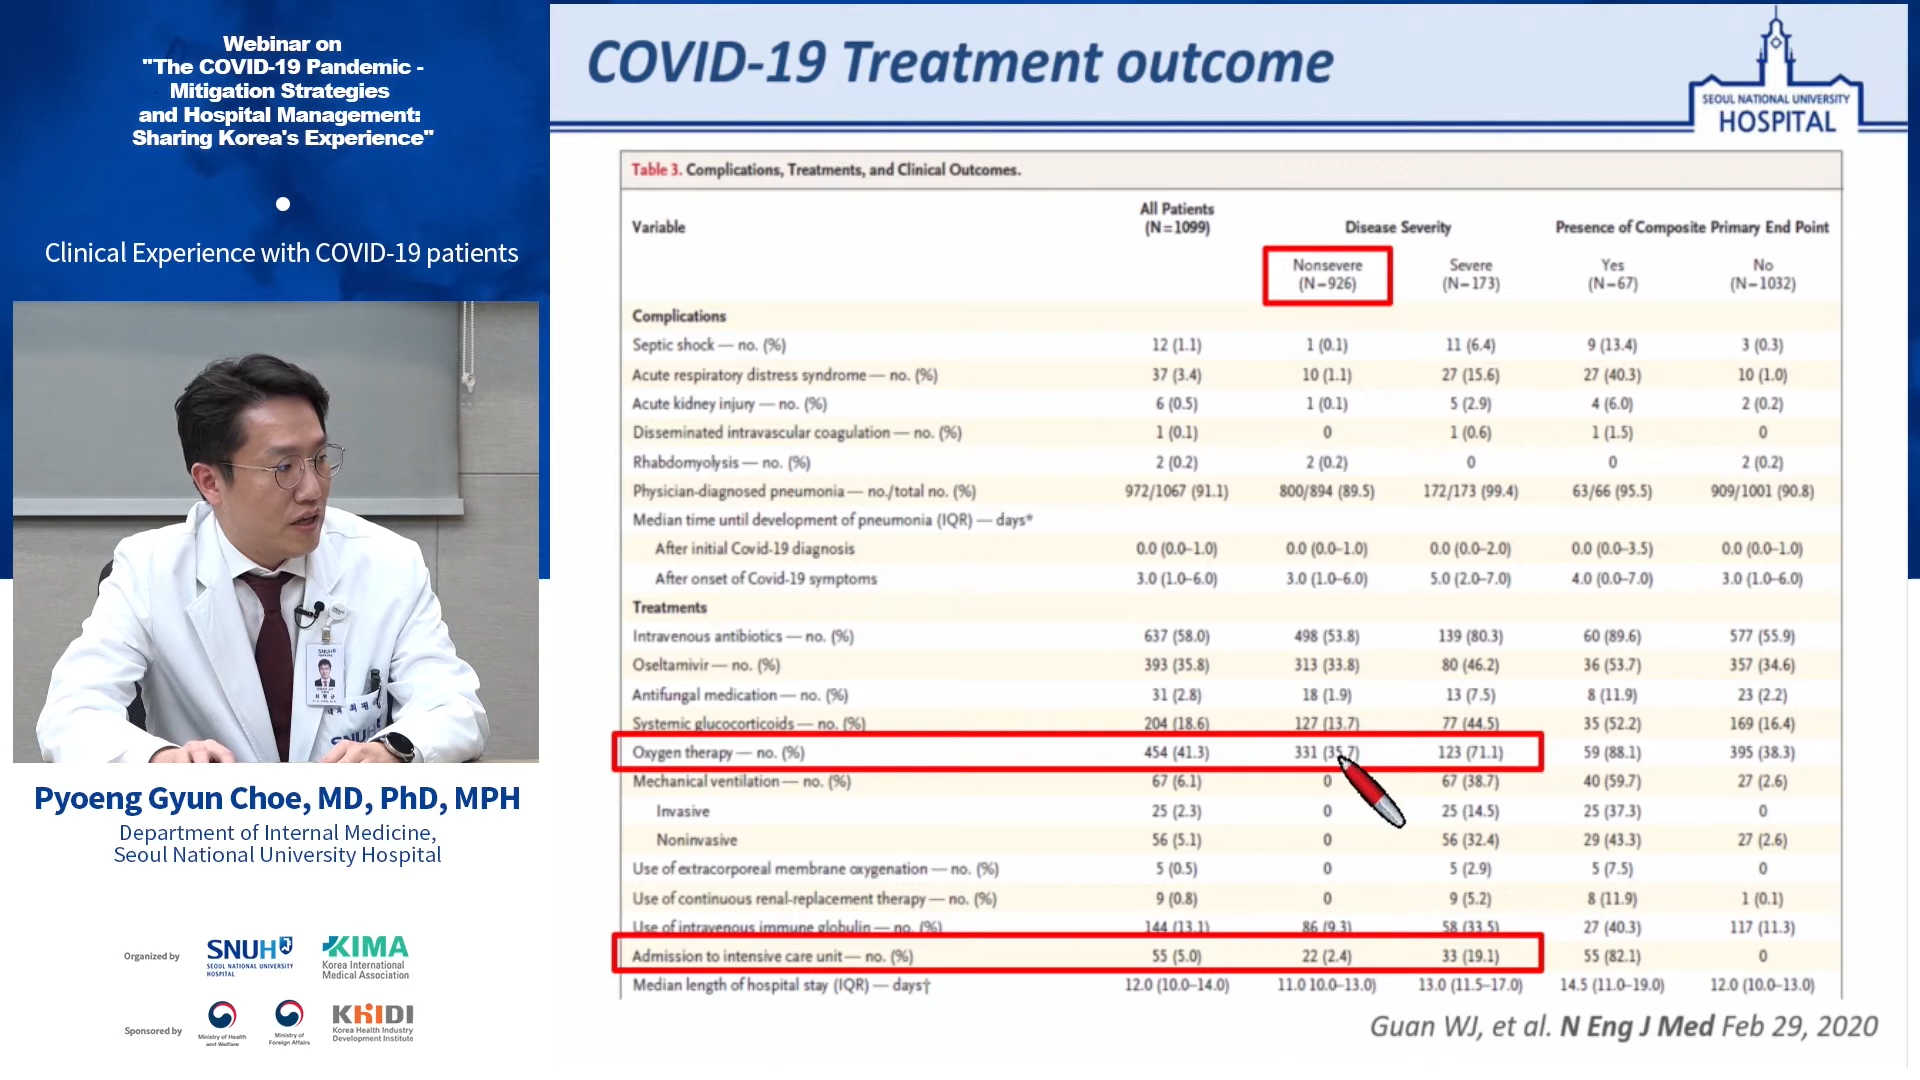 Webinar on
"The COVID-19 Pandemic -
Mitigation Strategies
and Hospital Management:
Sharing Korea's Experience"
Clinical Experience with COVID-19 patients
SNUH
SNUH
Pyoeng Gyun Choe, MD, PhD, MPH
Department of Internal Medicine,
Seoul National University Hospital
Organized by
SNUH
SEOUL NATIONAL UNIVERSITY
HOSPITAL
KIMA
Korea International
Medical Association
Sponsored by
Ministry of Health
and Welfare
Ministry of
Foreign Affairs
KHIDI
Korea Health Industry
Development Institute
COVID-19 Treatment outcome
SEOUL NATIONAL UNIVERSITY
HOSPITAL
Table 3. Complications, Treatments, and Clinical Outcomes.
Variable All Patients (N=1099) Disease Severity Presence of Composite Primary End Point
Nonsevere (N=926) Severe (N=173) Yes (N=67) No (N=1032)
Complications
Septic shock — no. (%) 12 (1.1) 1 (0.1) 11 (6.4) 9 (13.4) 3 (0.3)
Acute respiratory distress syndrome — no. (%) 37 (3.4) 10 (1.1) 27 (15.6) 27 (40.3) 10 (1.0)
Acute kidney injury — no. (%) 6 (0.5) 1 (0.1) 5 (2.9) 4 (6.0) 2 (0.2)
Disseminated intravascular coagulation — no. (%) 1 (0.1) 0 1 (0.6) 1 (1.5) 0
Rhabdomyolysis — no. (%) 2 (0.2) 2 (0.2) 0 0 2 (0.2)
Physician-diagnosed pneumonia — no./total no. (%) 972/1067 (91.1) 800/894 (89.5) 172/173 (99.4) 63/66 (95.5) 909/1001 (90.8)
Median time until development of pneumonia (IQR) — days*
After initial Covid-19 diagnosis 0.0 (0.0–1.0) 0.0 (0.0–1.0) 0.0 (0.0–2.0) 0.0 (0.0–3.5) 0.0 (0.0–1.0)
After onset of Covid-19 symptoms 3.0 (1.0–6.0) 3.0 (1.0–6.0) 5.0 (2.0–7.0) 4.0 (0.0–7.0) 3.0 (1.0–6.0)
Treatments
Intravenous antibiotics — no. (%) 637 (58.0) 498 (53.8) 139 (80.3) 60 (89.6) 577 (55.9)
Oseltamivir — no. (%) 393 (35.8) 313 (33.8) 80 (46.2) 36 (53.7) 357 (34.6)
Antifungal medication — no. (%) 31 (2.8) 18 (1.9) 13 (7.5) 8 (11.9) 23 (2.2)
Systemic glucocorticoids — no. (%) 204 (18.6) 127 (13.7) 77 (44.5) 35 (52.2) 169 (16.4)
Oxygen therapy — no. (%) 454 (41.3) 331 (35.7) 123 (71.1) 59 (88.1) 395 (38.3)
Mechanical ventilation — no. (%) 67 (6.1) 0 67 (38.7) 40 (59.7) 27 (2.6)
Invasive 25 (2.3) 0 25 (14.5) 25 (37.3) 0
Noninvasive 56 (5.1) 0 56 (32.4) 29 (43.3) 27 (2.6)
Use of extracorporeal membrane oxygenation — no. (%) 5 (0.5) 0 5 (2.9) 5 (7.5) 0
Use of continuous renal-replacement therapy — no. (%) 9 (0.8) 0 9 (5.2) 8 (11.9) 1 (0.1)
Use of intravenous immune globulin — no. (%) 144 (13.1) 86 (9.3) 58 (33.5) 27 (40.3) 117 (11.3)
Admission to intensive care unit — no. (%) 55 (5.0) 22 (2.4) 33 (19.1) 55 (82.1) 0
Median length of hospital stay (IQR) — days† 12.0 (10.0–14.0) 11.0 10.0–13.0) 13.0 (11.5–17.0) 14.5 (11.0–19.0) 12.0 (10.0–13.0)
Guan WJ, et al. N Eng J Med Feb 29, 2020